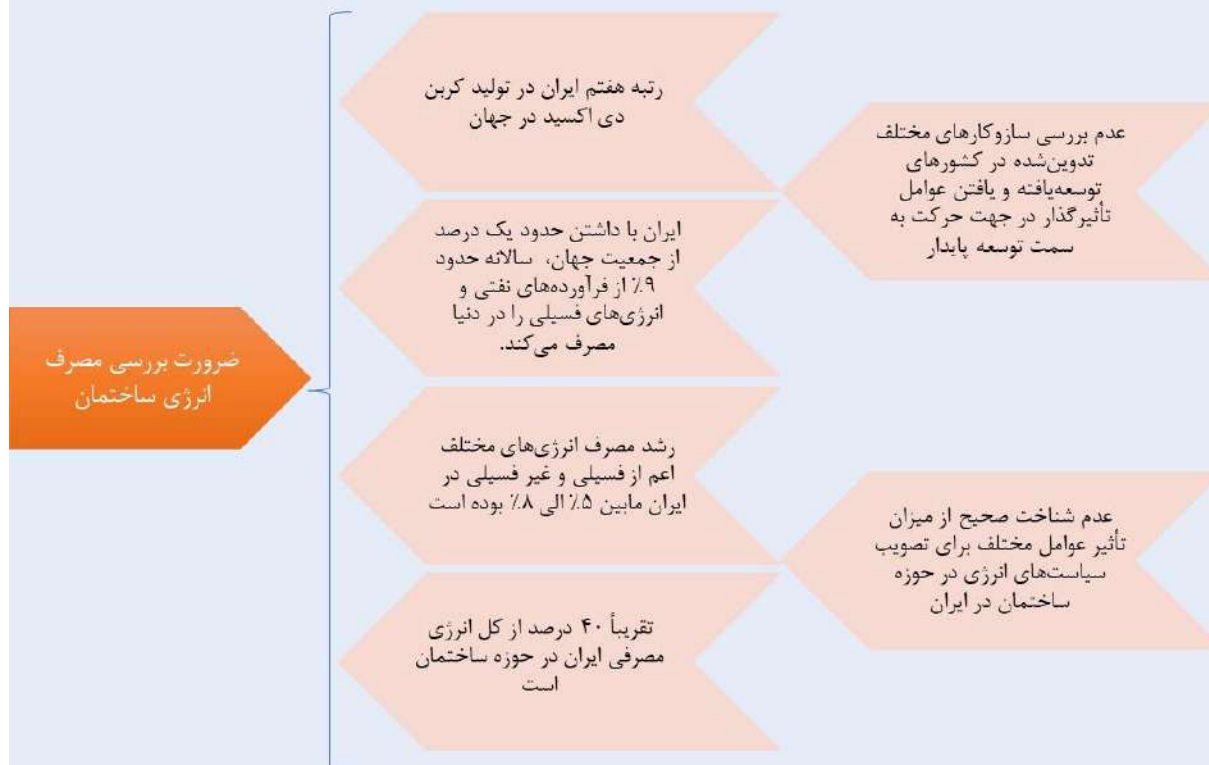 عدم بررسی سازوکارهای مختلف
تدوین‌شده در کشورهای
توسعه‌یافته و یافتن عوامل
تأثیرگذار در جهت حرکت به
سمت توسعه پایدار
عدم شناخت صحیح از میزان
تأثیر عوامل مختلف برای تصویب
سیاست‌های انرژی در حوزه
ساختمان در ایران
رتبه هفتم ایران در تولید کربن
دی اکسید در جهان
ایران با داشتن حدود یک درصد
از جمعیت جهان، سالانه حدود
۹٪ از فرآورده‌های نفتی و
انرژی‌های فسیلی را در دنیا
مصرف می‌کند.
رشد مصرف انرژی‌های مختلف
اعم از فسیلی و غیر فسیلی در
ایران مابین ۵٪ الی ۸٪ بوده است
تقریبأ ۴۰ درصد از کل انرژی
مصرفی ایران در حوزه ساختمان
است
ضرورت بررسی مصرف
انرژی ساختمان